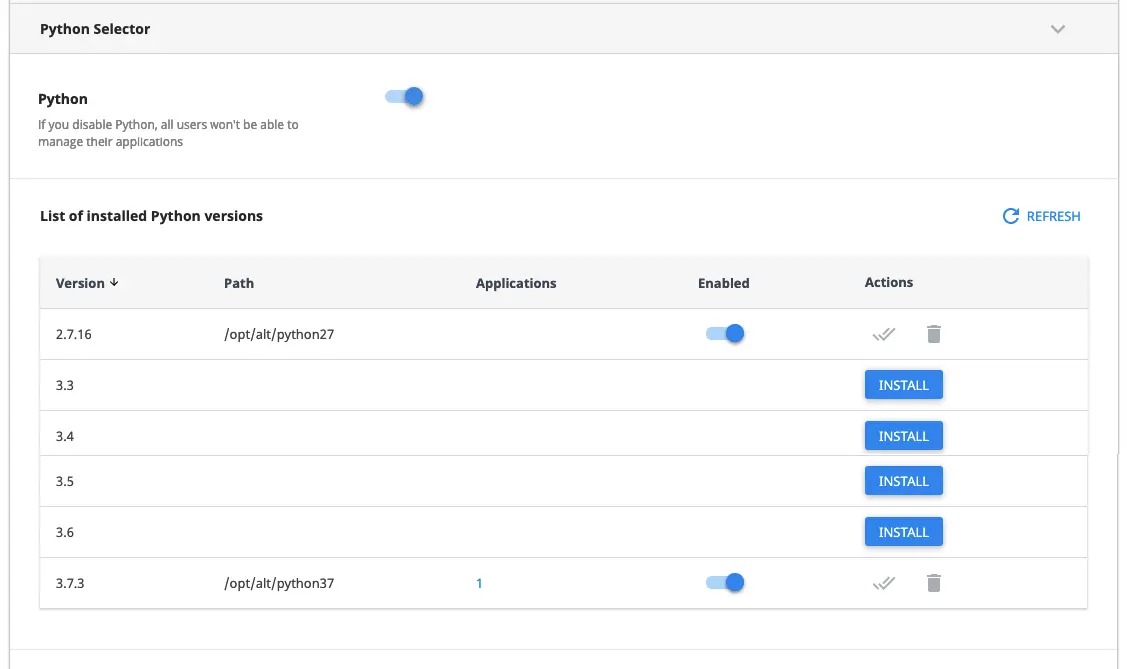 Python Selector
Python
If you disable Python, all users won't be able to
manage their applications
List of installed Python versions
REFRESH
Version Path Applications Enabled Actions
2.7.16 /opt/alt/python27
3.3 INSTALL
3.4 INSTALL
3.5 INSTALL
3.6 INSTALL
3.7.3 /opt/alt/python37 1